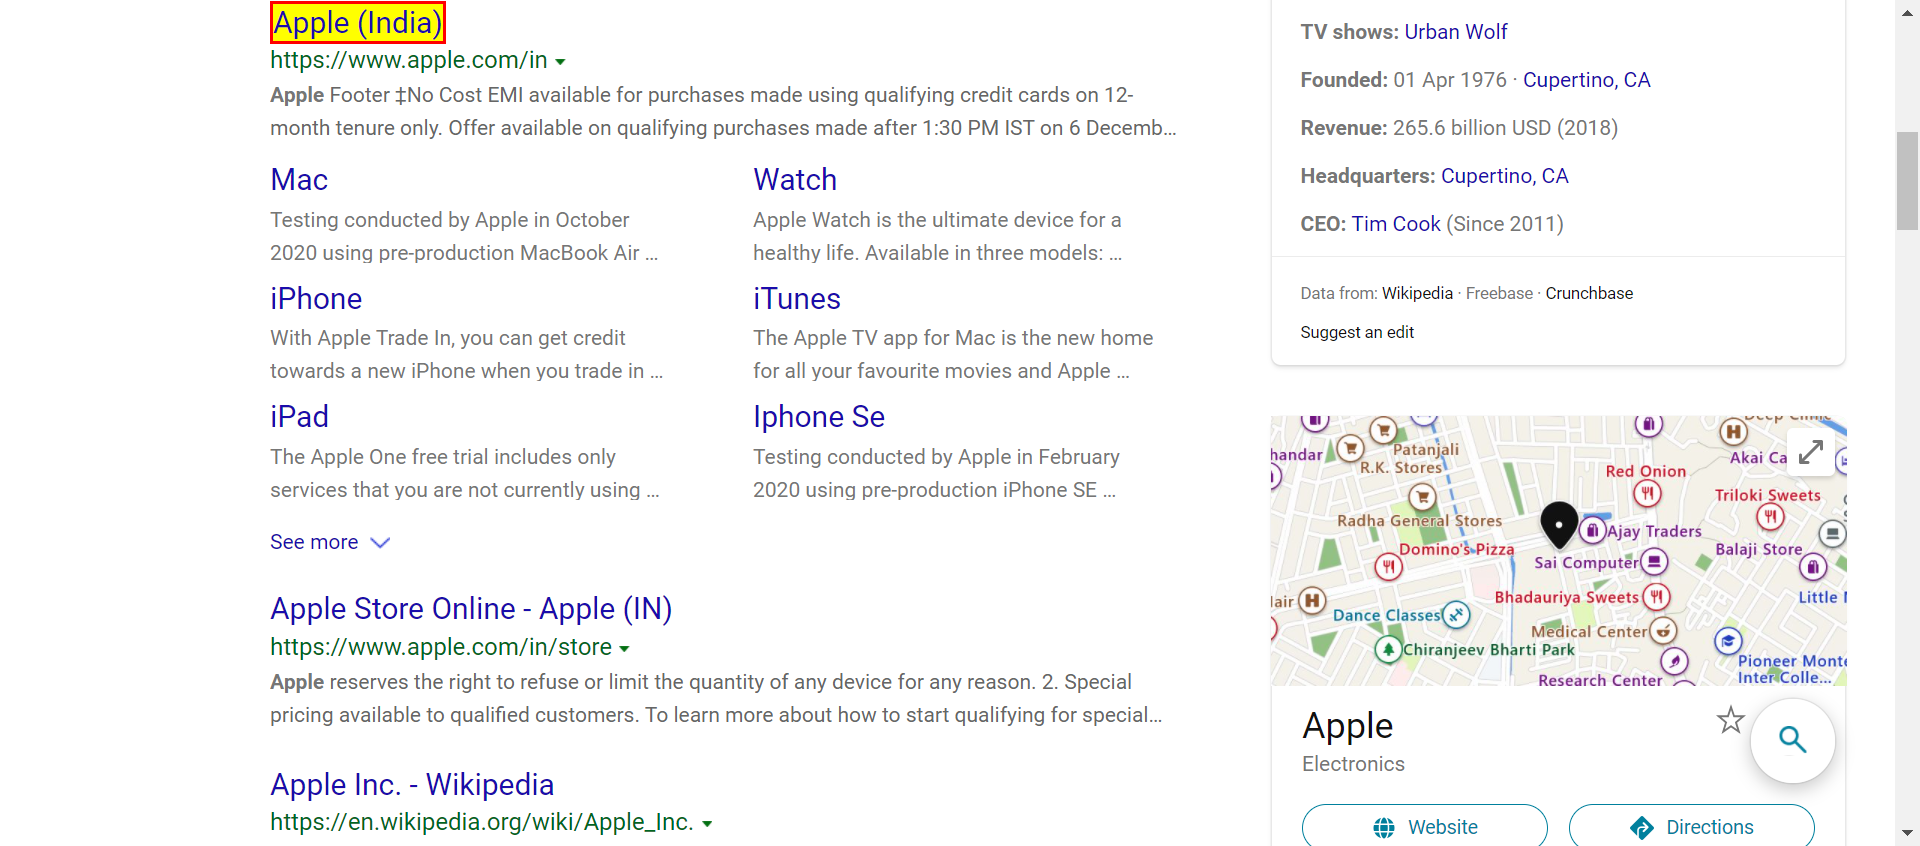 Apple (India)
https://www.apple.com/in
Apple Footer ‡No Cost EMI available for purchases made using qualifying credit cards on 12-
month tenure only. Offer available on qualifying purchases made after 1:30 PM IST on 6 Decemb...
Mac
Testing conducted by Apple in October
2020 using pre-production MacBook Air ...
Watch
Apple Watch is the ultimate device for a
healthy life. Available in three models: ...
iPhone
With Apple Trade In, you can get credit
towards a new iPhone when you trade in ...
iTunes
The Apple TV app for Mac is the new home
for all your favourite movies and Apple ...
iPad
The Apple One free trial includes only
services that you are not currently using ...
Iphone Se
Testing conducted by Apple in February
2020 using pre-production iPhone SE ...
See more
Apple Store Online - Apple (IN)
https://www.apple.com/in/store
Apple reserves the right to refuse or limit the quantity of any device for any reason. 2. Special
pricing available to qualified customers. To learn more about how to start qualifying for special...
Apple Inc. - Wikipedia
https://en.wikipedia.org/wiki/Apple_Inc.
TV shows: Urban Wolf
Founded: 01 Apr 1976 · Cupertino, CA
Revenue: 265.6 billion USD (2018)
Headquarters: Cupertino, CA
CEO: Tim Cook (Since 2011)
Data from: Wikipedia · Freebase · Crunchbase
Suggest an edit
Deep Clinic
handar
Patanjali
R.K. Stores
Akai Ca
Red Onion
Triloki Sweets
Radha General Stores
Ajay Traders
Domino's Pizza
Balaji Store
Sai Computer
Bhadauriya Sweets
Little
lair
Dance Classes
Medical Center
Chiranjeev Bharti Park
Pioneer Monte
Inter Colle...
Research Center
Apple
Electronics
Website
Directions